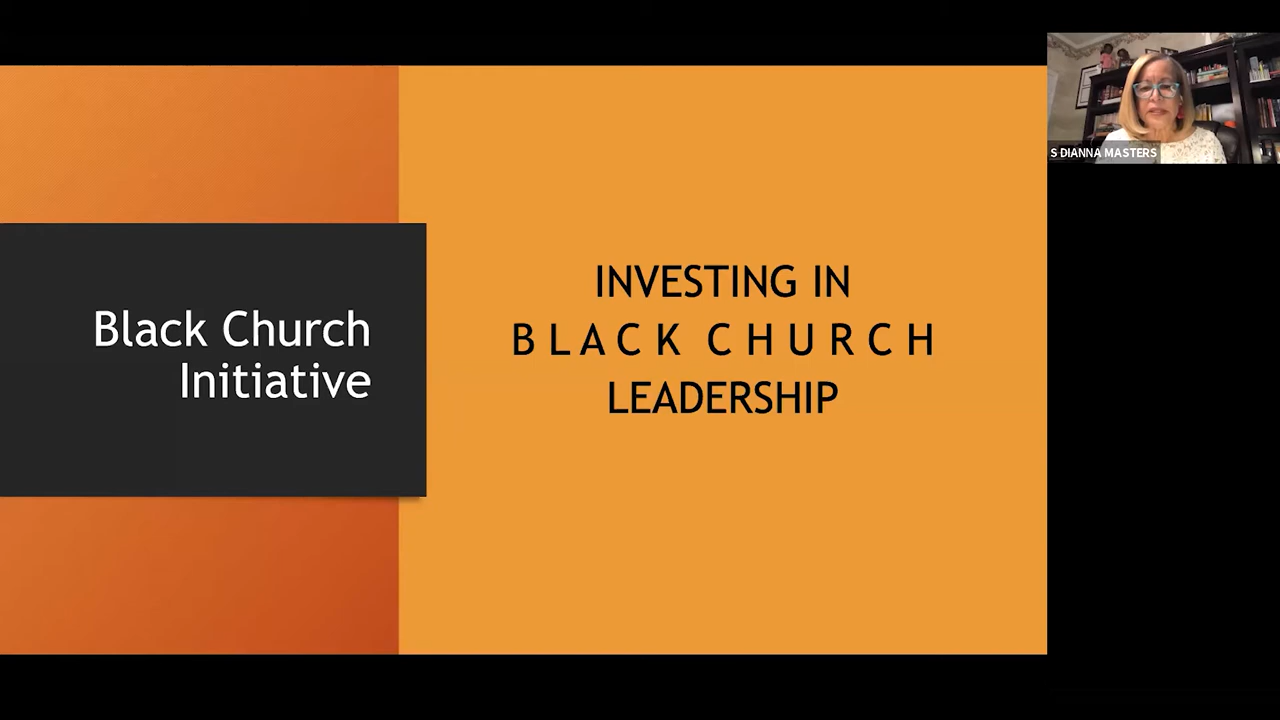 Black Church
Initiative
INVESTING IN
BLACK CHURCH
LEADERSHIP
S DIANNA MASTERS